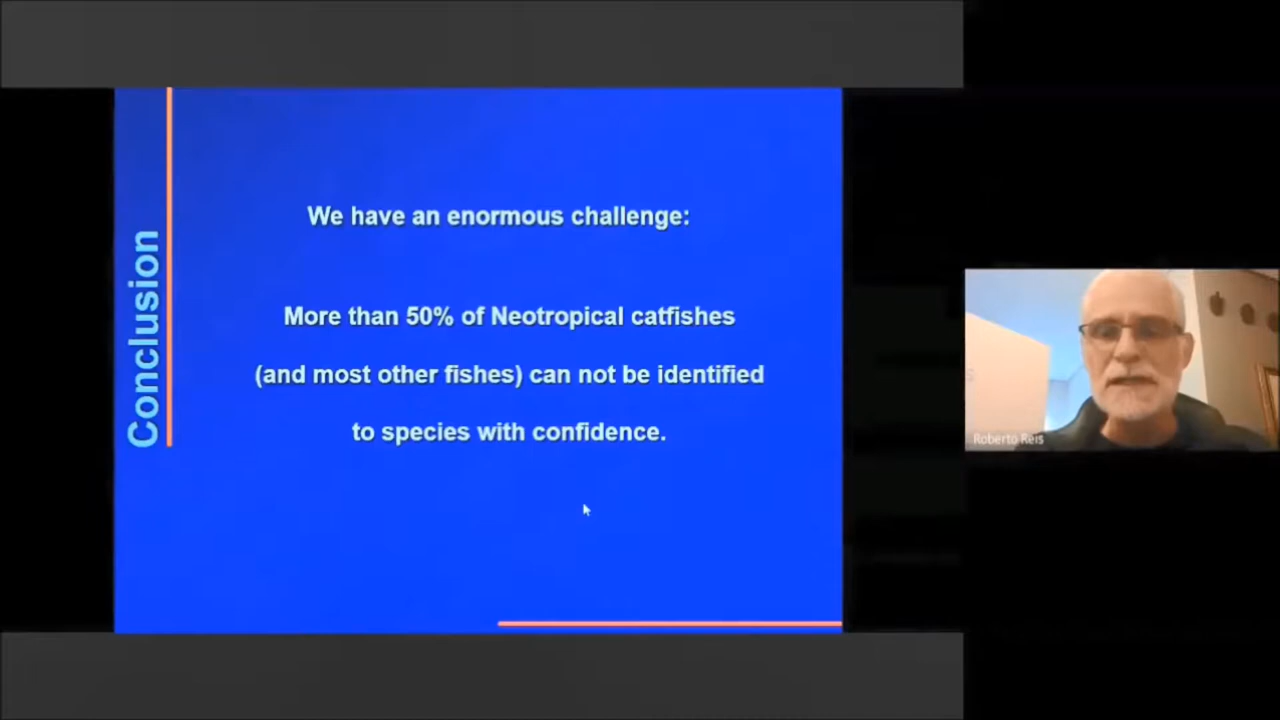 Conclusion
We have an enormous challenge:
More than 50% of Neotropical catfishes
(and most other fishes) can not be identified
to species with confidence.
Roberto Reis